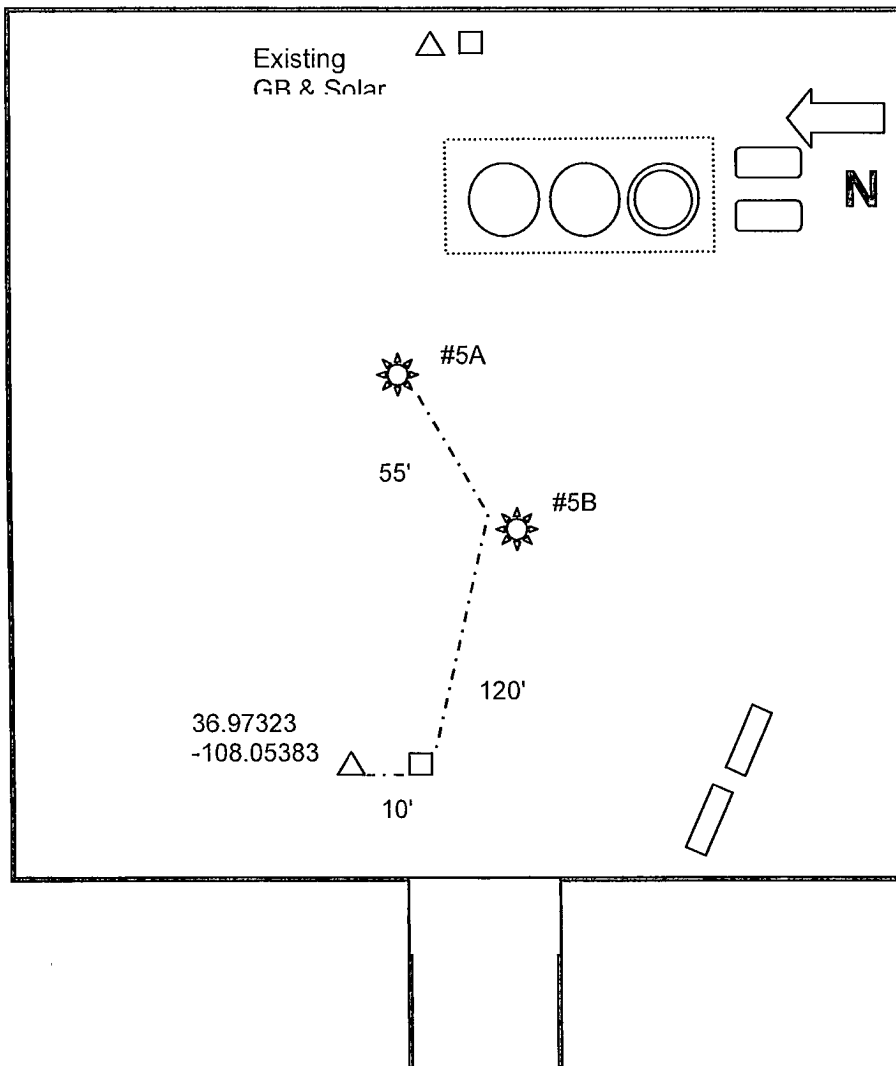 Existing
GB & Solar
N
#5A
55'
#5B
120'
36.97323
-108.05383
10'